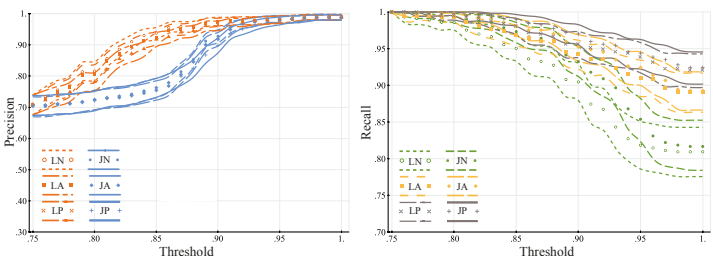 1.
.90
.80
.70
.60
.50
.40
.30
Precision
LN JN
LA JA
LP JP
.75 .80 .85 .90 .95 1.
Threshold
1.
.95
.90
.85
.80
.75
.70
Recall
LN JN
LA JA
LP JP
.75 .80 .85 .90 .95 1.
Threshold